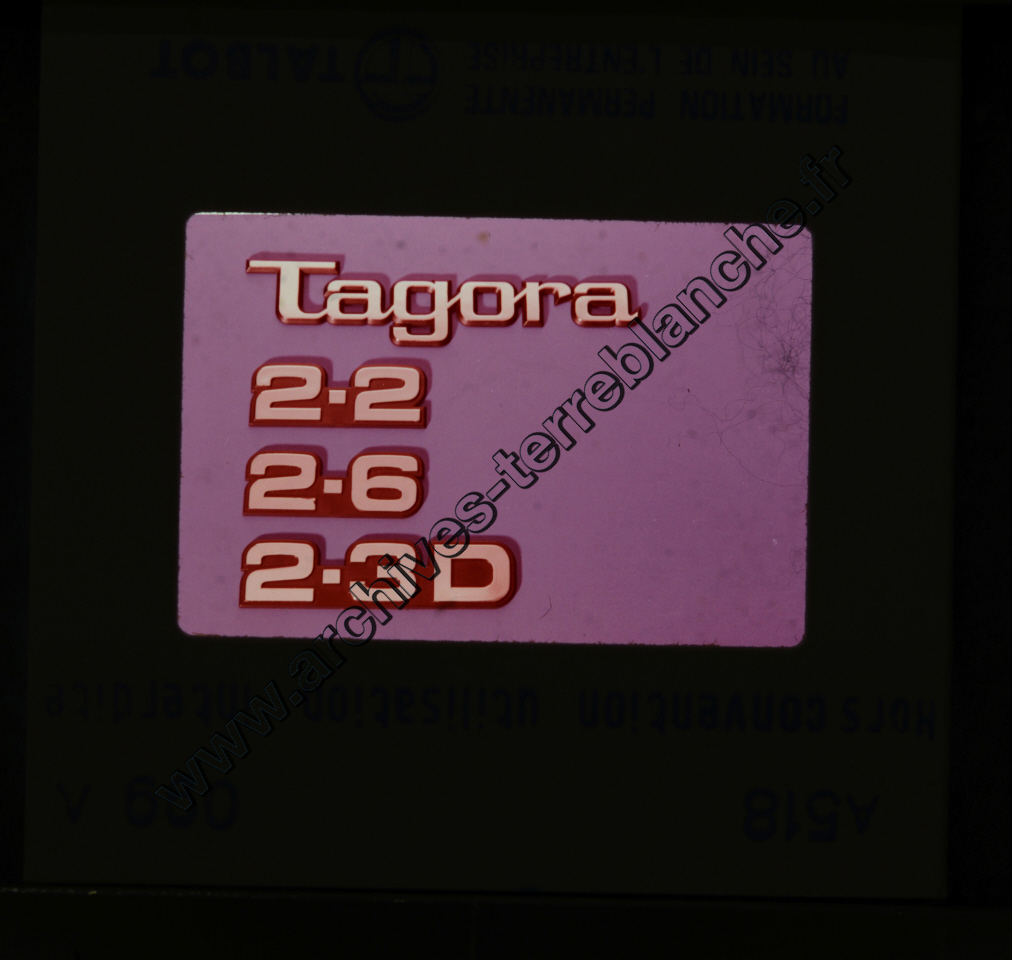 TALBOT
FORMATION PERMANENTE
AU SEIN DE L'ENTREPRISE
Tagora
2·2
2·6
2·3D
www.archives-terreblanche.fr
Hors convention utilisation interdite
A518